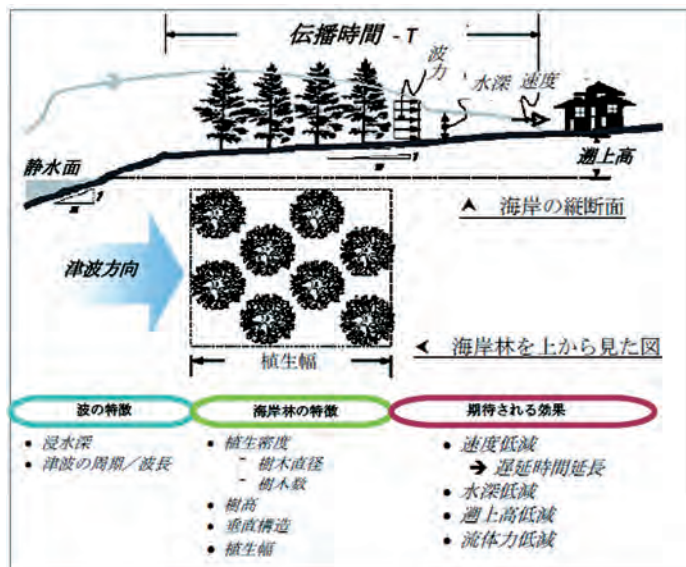 伝播時間 - T
波力
水深
速度
静水面
1
m
1
m
遡上高
▲ 海岸の縦断面
津波方向
◄ 海岸林を上から見た図
植生幅
波の特徴
• 浸水深
• 津波の周期／波長
海岸林の特徴
• 植生密度
- 樹木直径
- 樹木数
• 樹高
• 垂直構造
• 植生幅
期待される効果
• 速度低減
➔ 遅延時間延長
• 水深低減
• 遡上高低減
• 流体力低減